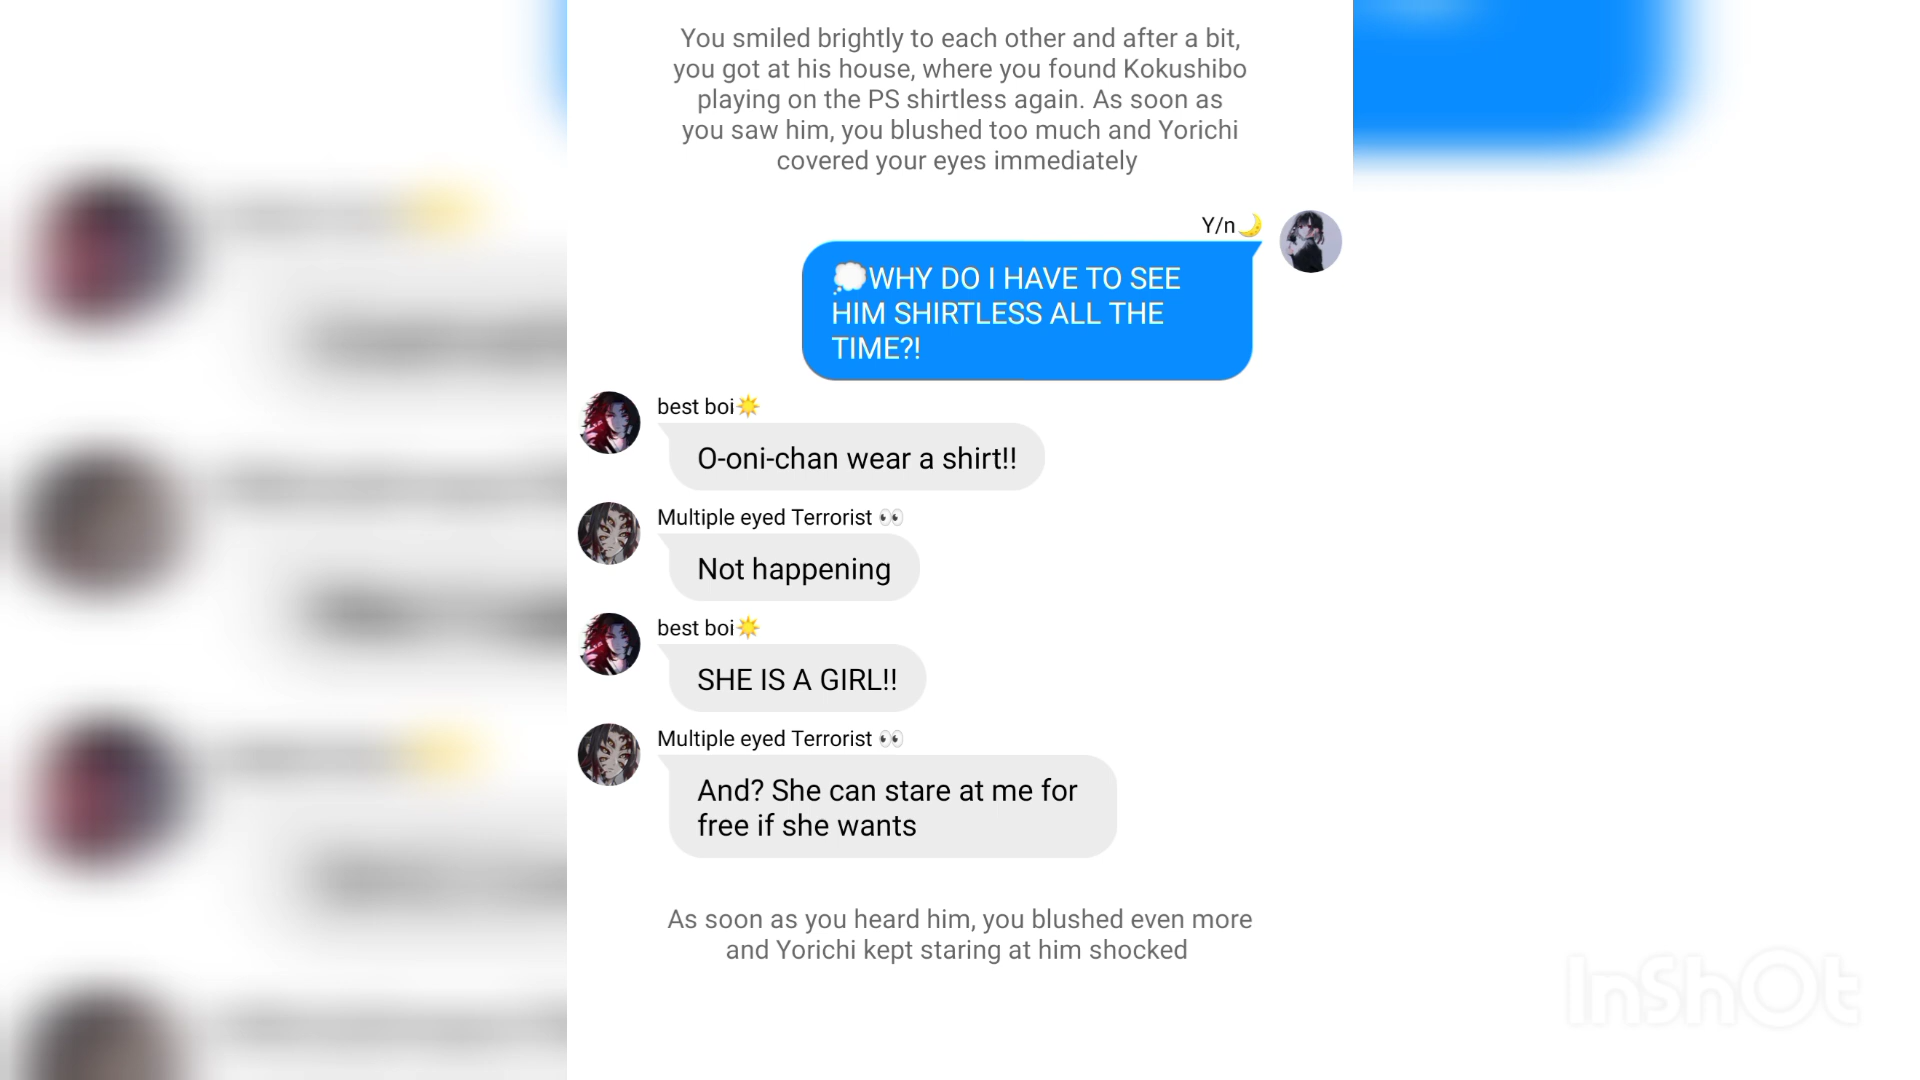 You smiled brightly to each other and after a bit,
you got at his house, where you found Kokushibo
playing on the PS shirtless again. As soon as
you saw him, you blushed too much and Yorichi
covered your eyes immediately
Y/n🌙
💭WHY DO I HAVE TO SEE
HIM SHIRTLESS ALL THE
TIME?!
best boi☀️
O-oni-chan wear a shirt!!
Multiple eyed Terrorist 👀
Not happening
best boi☀️
SHE IS A GIRL!!
Multiple eyed Terrorist 👀
And? She can stare at me for
free if she wants
As soon as you heard him, you blushed even more
and Yorichi kept staring at him shocked
InShOt